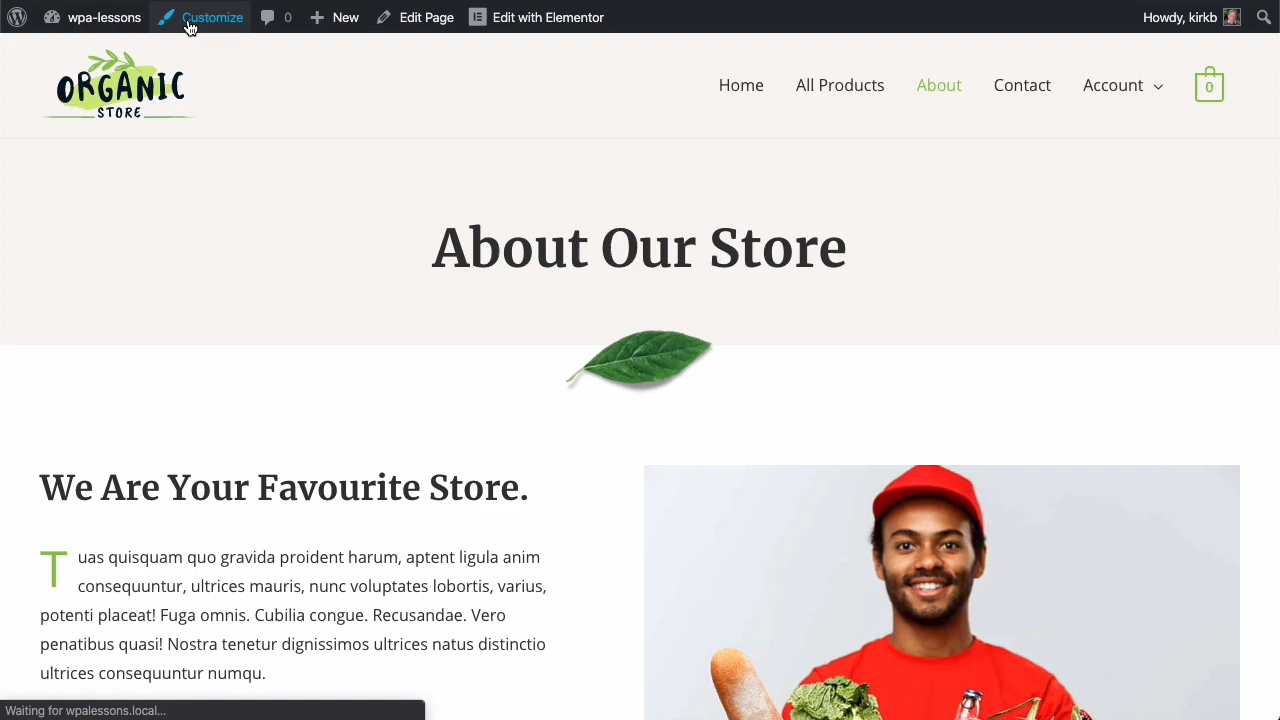 wpa-lessons Customize 0 New Edit Page Edit with Elementor Howdy, kirkb
ORGANIC
STORE
Home All Products About Contact Account 0
About Our Store
We Are Your Favourite Store.
Tuas quisquam quo gravida proident harum, aptent ligula anim
consequuntur, ultrices mauris, nunc voluptates lobortis, varius,
potenti placeat! Fuga omnis. Cubilia congue. Recusandae. Vero
penatibus quasi! Nostra tenetur dignissimos ultrices natus distinctio
ultrices consequuntur numqu.
Waiting for wpalessons.local...